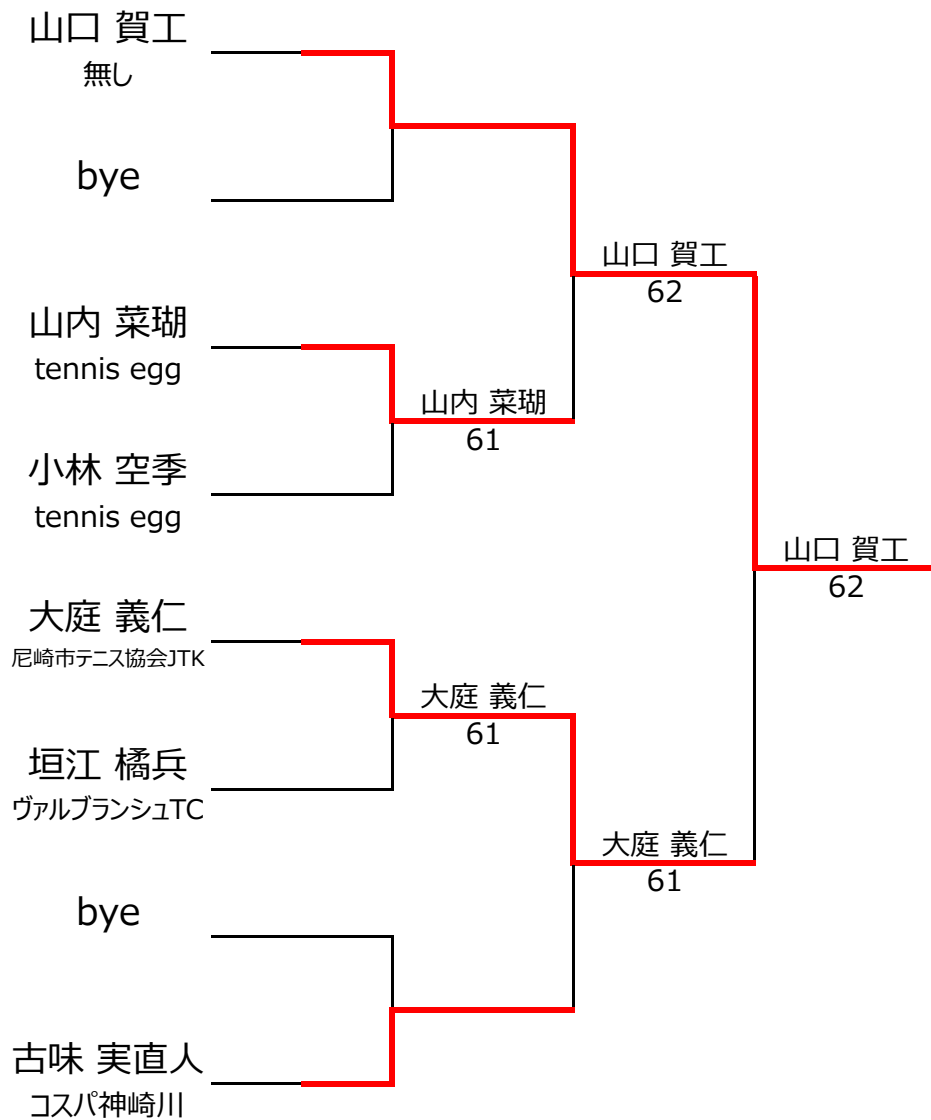 山口 賀工
無し
bye
山口 賀工
62
山内 菜瑚
tennis egg
山内 菜瑚
61
小林 空季
tennis egg
山口 賀工
62
大庭 義仁
尼崎市テニス協会JTK
大庭 義仁
61
垣江 橘兵
ヴァルブランシュTC
大庭 義仁
61
bye
古味 実直人
コスパ神崎川